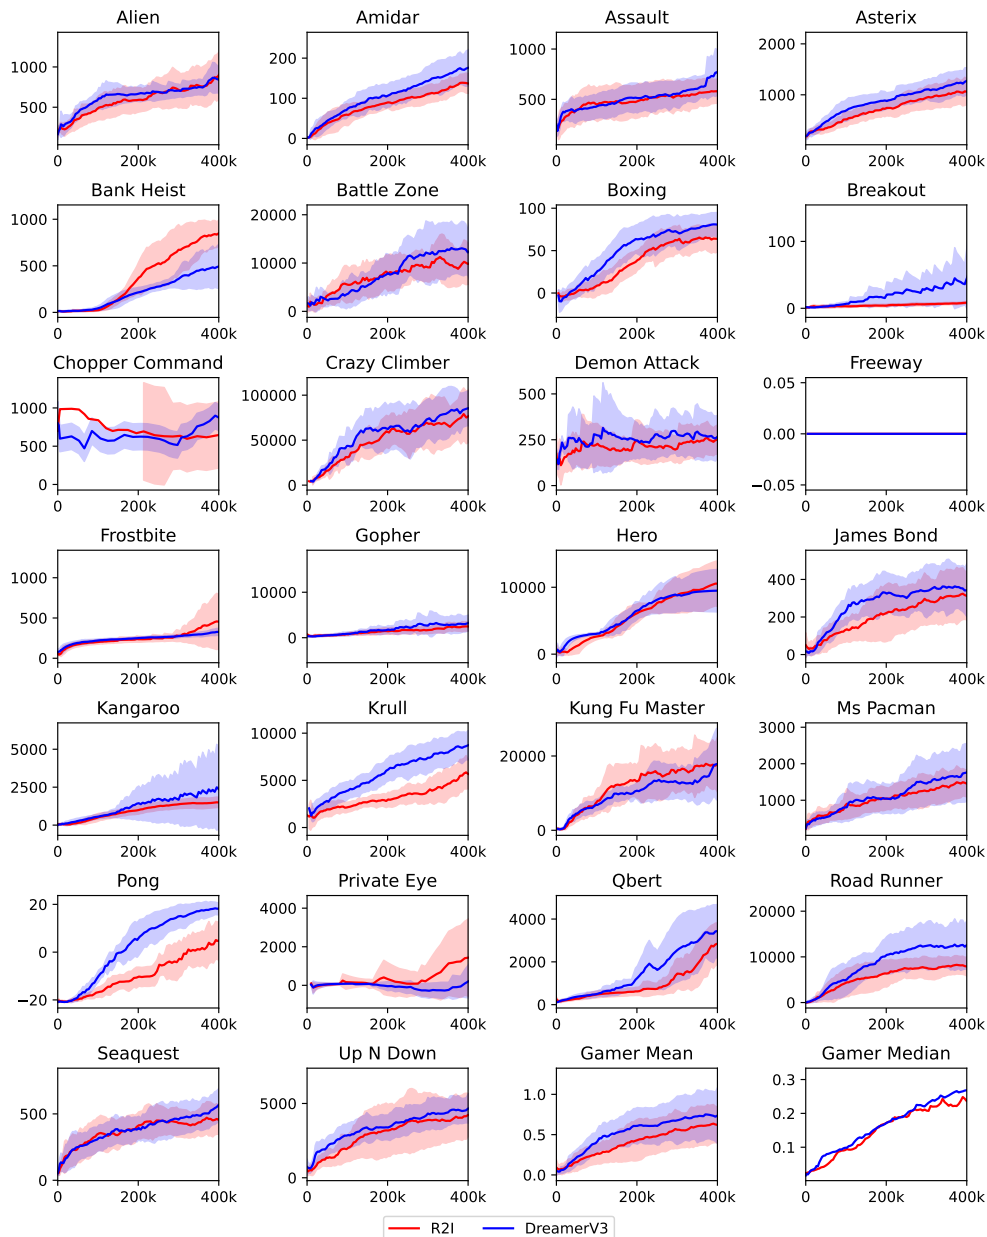 Alien Amidar Assault Asterix
1000 500 0 200k 400k
200 100 0 0 200k 400k
1000 500 0 200k 400k
2000 1000 0 200k 400k
Bank Heist Battle Zone Boxing Breakout
1000 500 0 0 200k 400k
20000 10000 0 0 200k 400k
100 50 0 0 200k 400k
100 0 0 200k 400k
Chopper Command Crazy Climber Demon Attack Freeway
1000 500 0 0 200k 400k
100000 50000 0 0 200k 400k
500 250 0 0 200k 400k
0.05 0.00 −0.05 0 200k 400k
Frostbite Gopher Hero James Bond
1000 500 0 0 200k 400k
10000 0 0 200k 400k
10000 0 0 200k 400k
400 200 0 0 200k 400k
Kangaroo Krull Kung Fu Master Ms Pacman
5000 2500 0 0 200k 400k
10000 5000 0 0 200k 400k
20000 0 0 200k 400k
3000 2000 1000 0 0 200k 400k
Pong Private Eye Qbert Road Runner
20 0 −20 0 200k 400k
4000 2000 0 0 200k 400k
4000 2000 0 0 200k 400k
20000 10000 0 0 200k 400k
Seaquest Up N Down Gamer Mean Gamer Median
500 0 0 200k 400k
5000 0 0 200k 400k
1.0 0.5 0.0 0 200k 400k
0.3 0.2 0.1 0 200k 400k
R2I DreamerV3